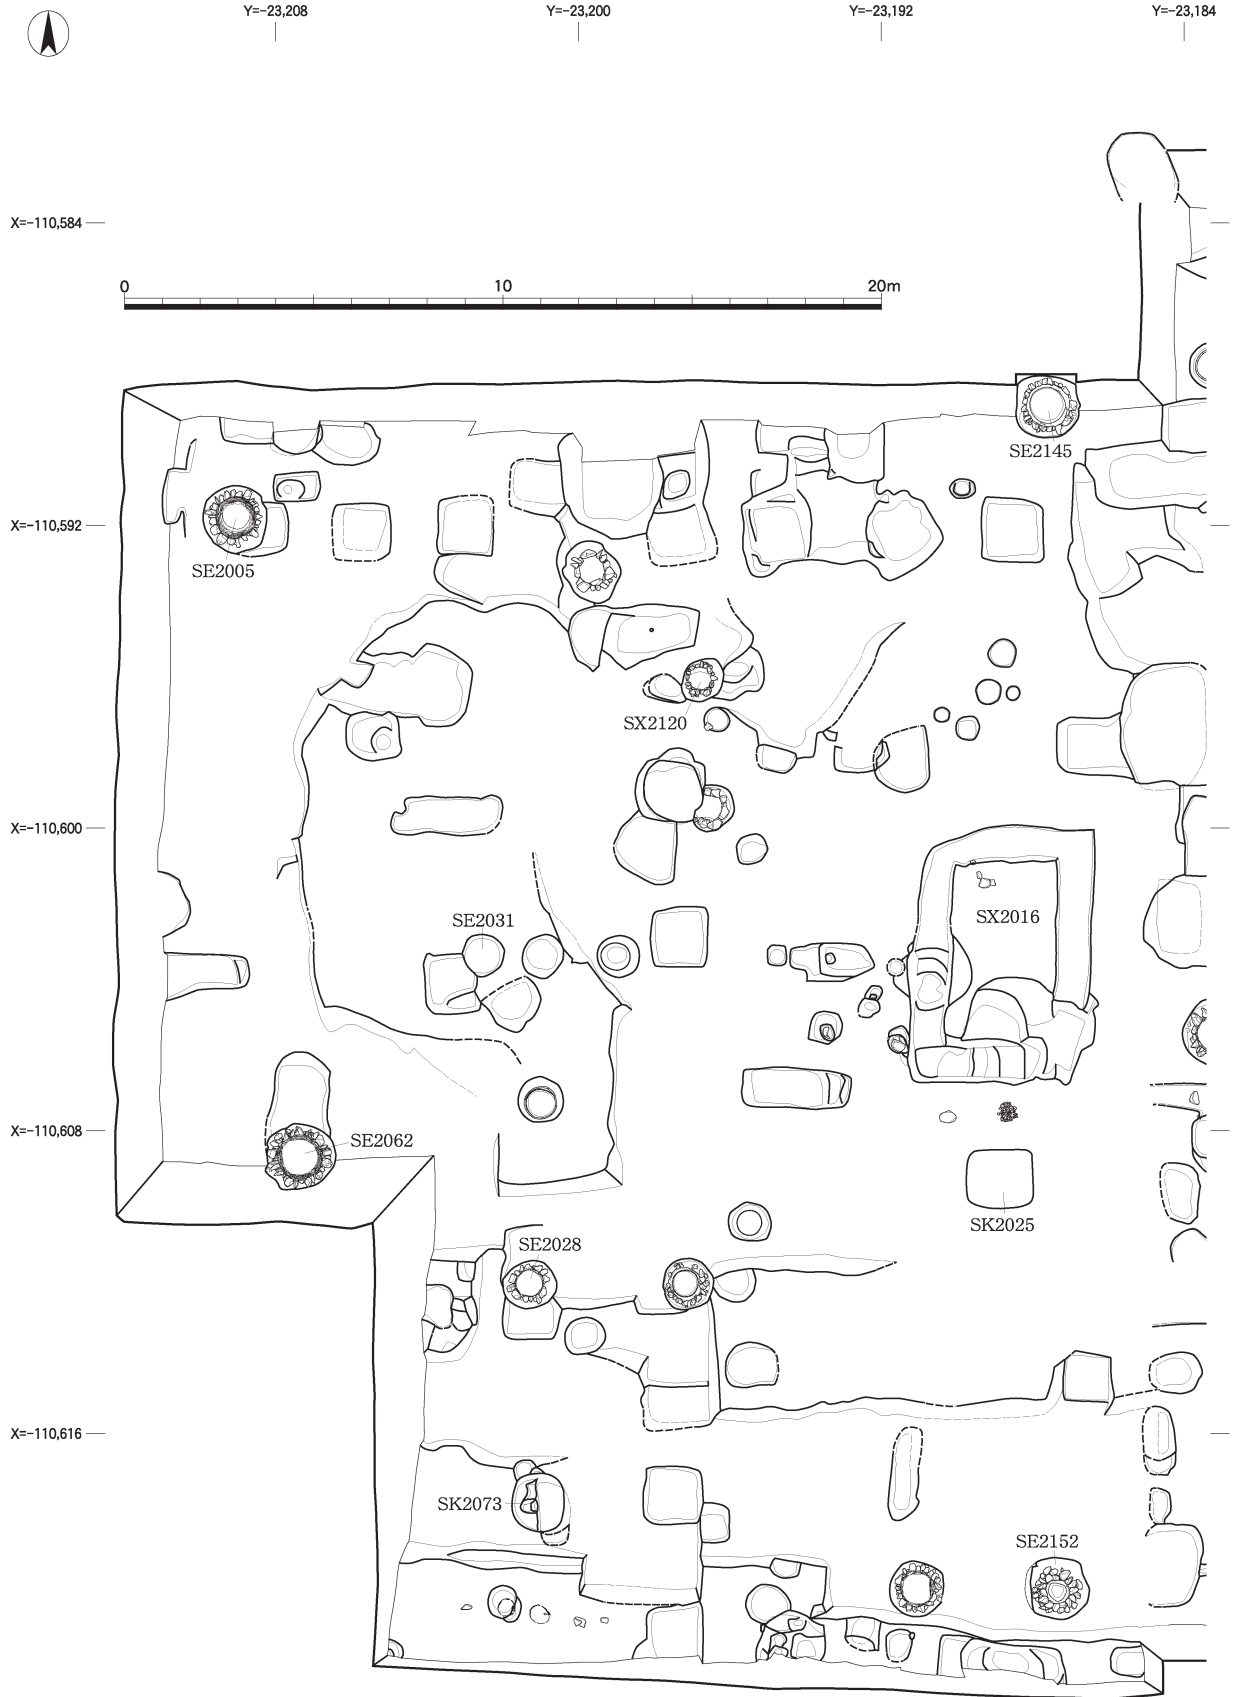 Y=−23,208 Y=−23,200 Y=−23,192 Y=−23,184
X=−110,584
0 10 20m
SE2145
X=−110,592
SE2005
SX2120
X=−110,600
SX2016
SE2031
X=−110,608
SE2062
SK2025
SE2028
X=−110,616
SK2073
SE2152